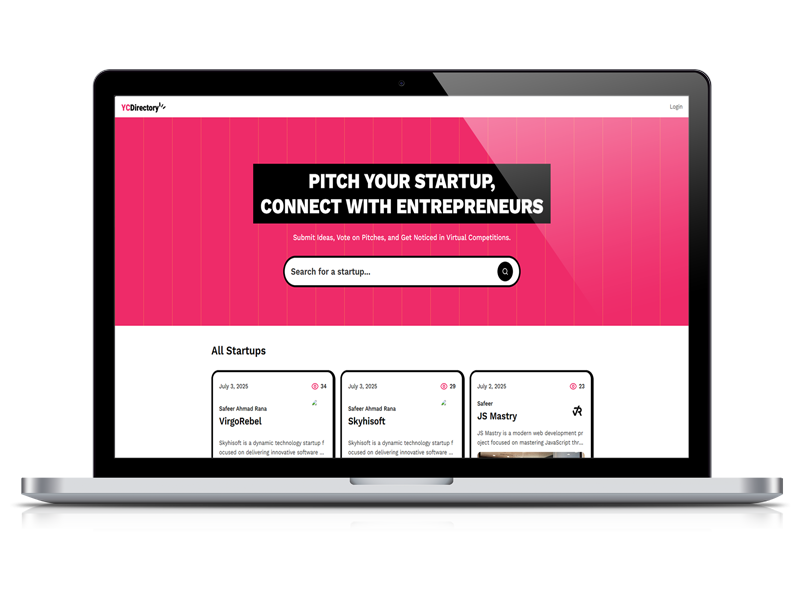 YCDirectory
Login
PITCH YOUR STARTUP,
CONNECT WITH ENTREPRENEURS
Submit Ideas, Vote on Pitches, and Get Noticed in Virtual Competitions.
Search for a startup...
All Startups
July 3, 2025
34
Safeer Ahmad Rana
VirgoRebel
Skyhisoft is a dynamic technology startup f
ocused on delivering innovative software ...
July 3, 2025
29
Safeer Ahmad Rana
Skyhisoft
Skyhisoft is a dynamic technology startup f
ocused on delivering innovative software ...
July 2, 2025
23
Safeer
JS Mastry
JS Mastry is a modern web development pr
oject focused on mastering JavaScript thr...